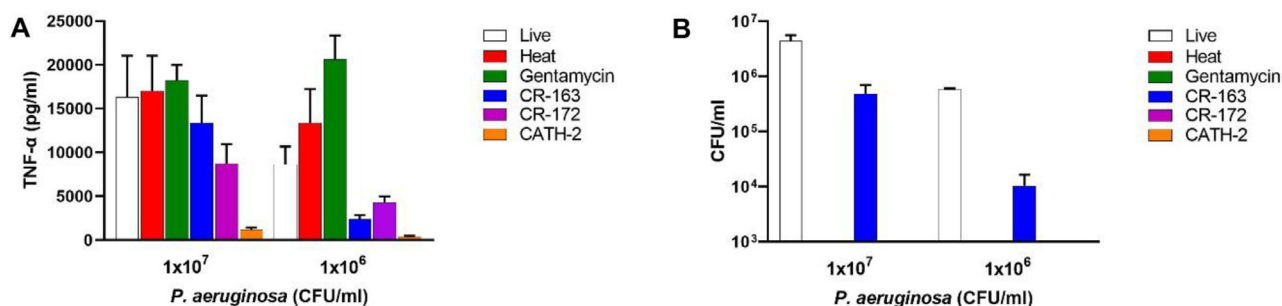 A
TNF-α (pg/ml)
25000
20000
15000
10000
5000
0
1x10⁷
1x10⁶
P. aeruginosa (CFU/ml)
Live
Heat
Gentamycin
CR-163
CR-172
CATH-2
B
CFU/ml
10⁷
10⁶
10⁵
10⁴
10³
1x10⁷
1x10⁶
P. aeruginosa (CFU/ml)
Live
Heat
Gentamycin
CR-163
CR-172
CATH-2